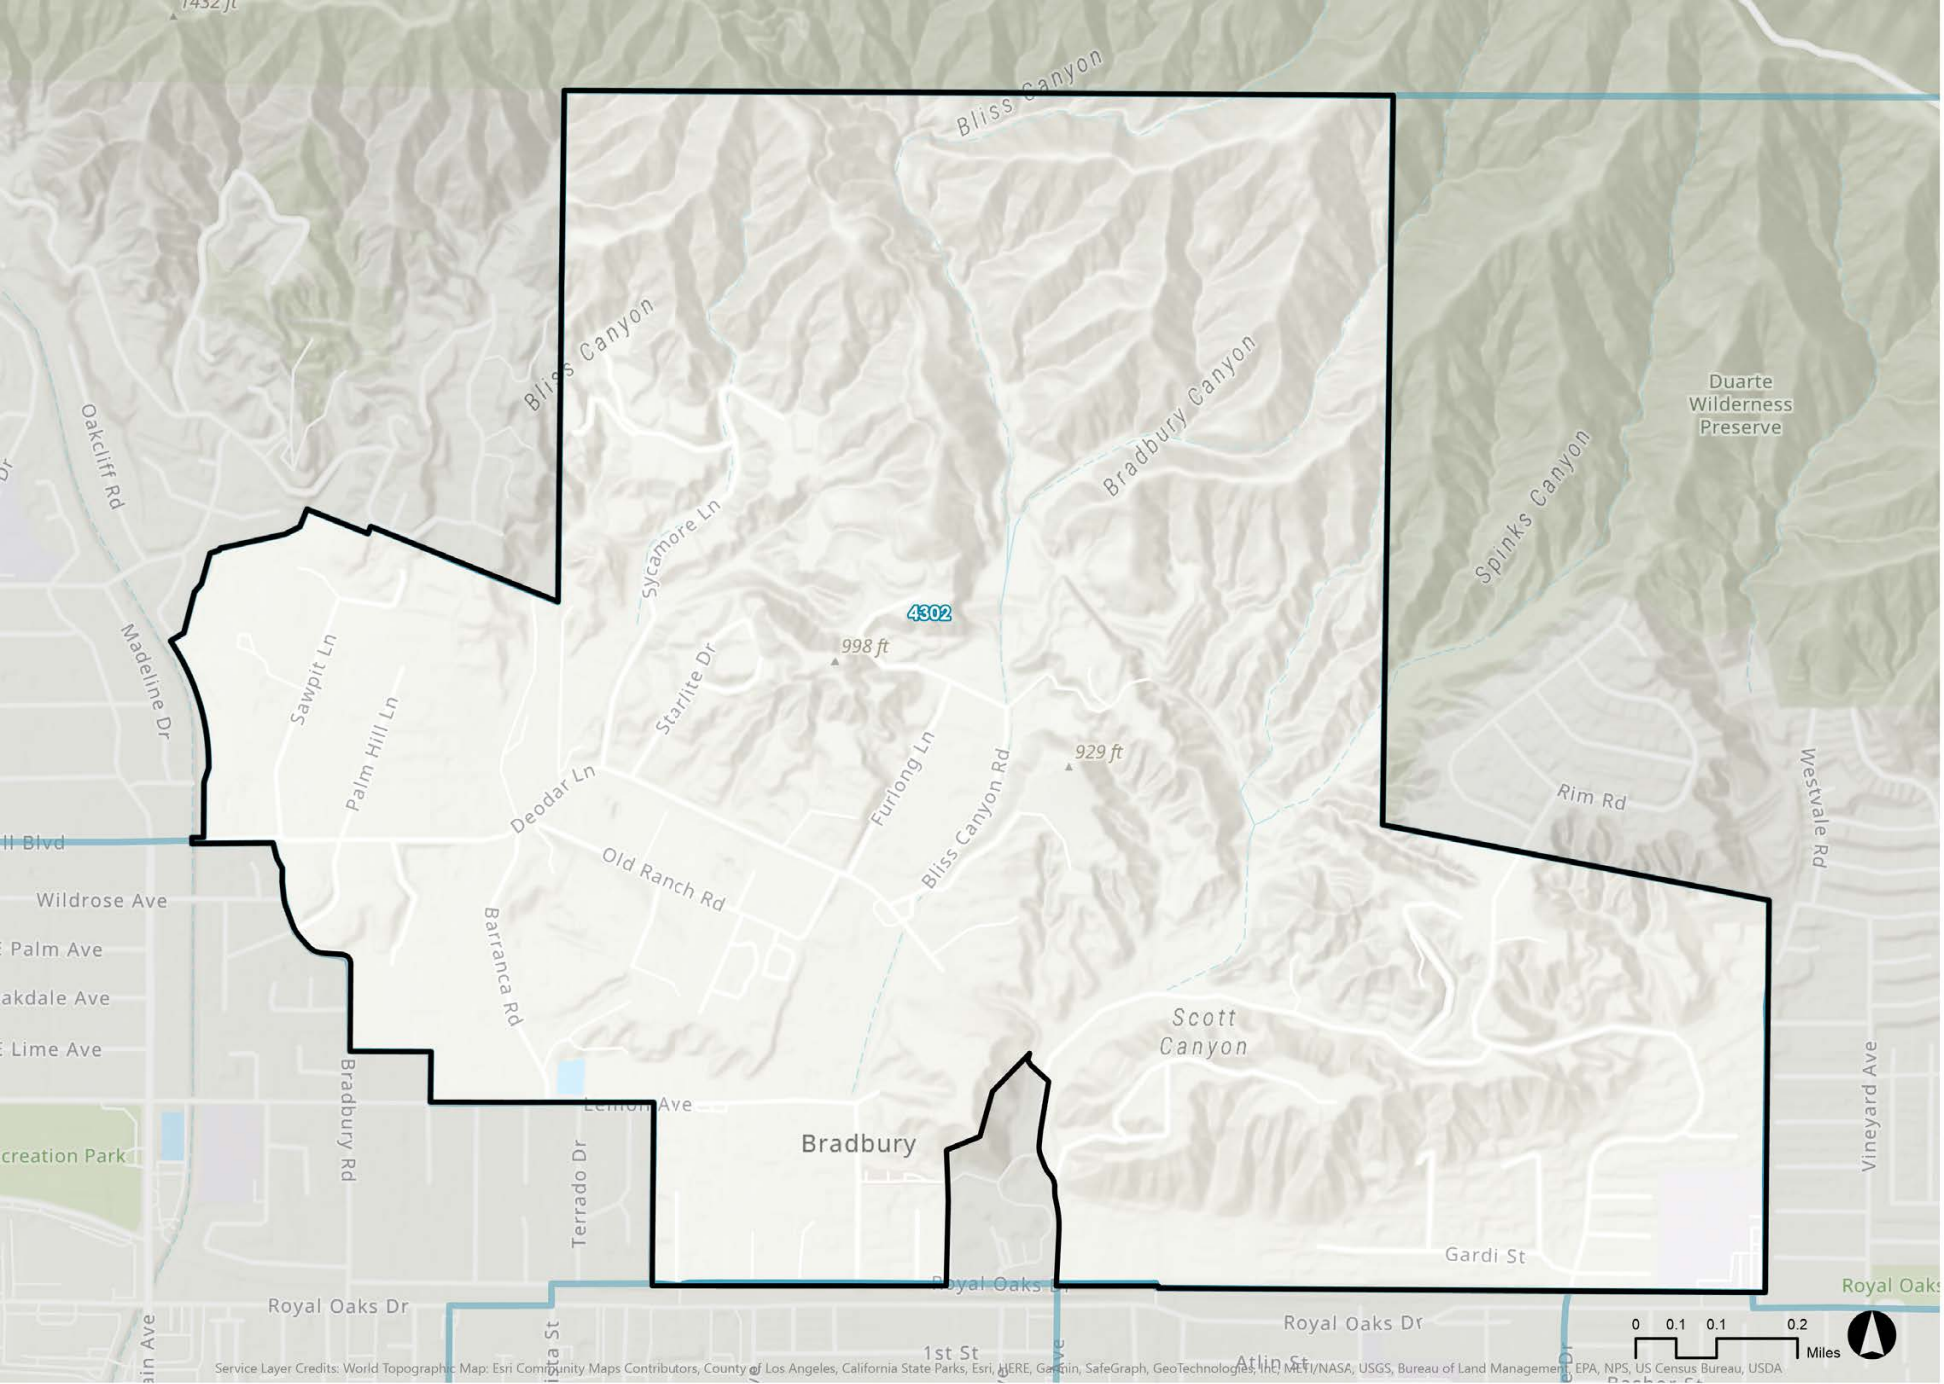 1432 ft
Bliss Canyon
Bliss Canyon
Bradbury Canyon
Duarte
Wilderness
Preserve
Oakcliff Rd
Dr
Spinks Canyon
Sycamore Ln
4302
998 ft
Madeline Dr
Sawpit Ln
Starlite Dr
Palm Hill Ln
929 ft
Furlong Ln
Bliss Canyon Rd
Deodar Ln
Rim Rd
Westvale Rd
ll Blvd
Old Ranch Rd
Wildrose Ave
E Palm Ave
Barranca Rd
akdale Ave
Scott
Canyon
E Lime Ave
Bradbury Rd
Lemon Ave
Vineyard Ave
Bradbury
creation Park
Terrado Dr
Gardi St
Royal Oaks Dr
Royal Oaks
Royal Oaks Dr
Royal Oaks Dr
ain Ave
ista St
1st St
Atlin St
0 0.1 0.1 0.2
Miles
Service Layer Credits: World Topographic Map: Esri Community Maps Contributors, County of Los Angeles, California State Parks, Esri, HERE, Garmin, SafeGraph, GeoTechnologies, Inc, METI/NASA, USGS, Bureau of Land Management, EPA, NPS, US Census Bureau, USDA